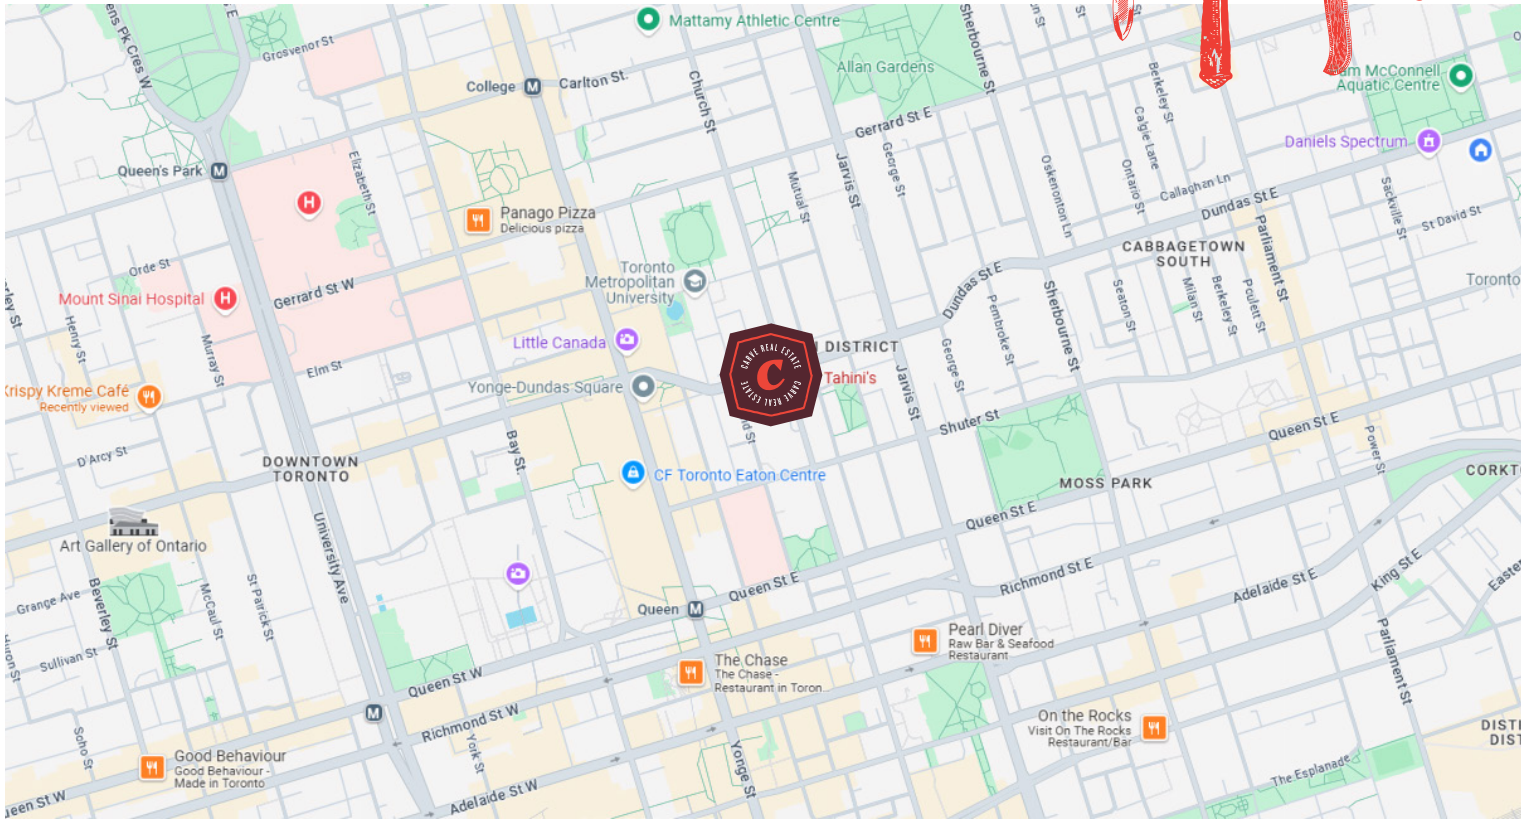 Mattamy Athletic Centre
Grosvenor St
College
Carlton St.
Church St
Allan Gardens
Sherbourne St
Berkeley St
Calgie Lane
Aquatic Centre
Gerrard St E
Daniels Spectrum
Queen's Park
Elizabeth St
Panago Pizza
Delicious pizza
Mutual St
Jarvis St
George St
Oskenonton Ln
Ontario St
Callaghan Ln
Dundas St E
Sackville St
St David St
Parliament St
CABBAGETOWN
SOUTH
Orde St
Mount Sinai Hospital
Gerrard St W
Toronto
Metropolitan
University
Toronto
Henry St
Murray St
Elm St
Little Canada
Dundas St E
Pembroke St
Sherbourne St
Seaton St
Milan St
Berkeley St
Poulett St
CARVE REAL ESTATE
C
CARVE REAL ESTATE
DISTRICT
Tahini's
George St
Jarvis St
Krispy Kreme Café
Recently viewed
Yonge-Dundas Square
Shuter St
Queen St E
Power St
D'Arcy St
DOWNTOWN
TORONTO
Bay St.
CF Toronto Eaton Centre
MOSS PARK
Art Gallery of Ontario
University Ave
Queen St E
Richmond St E
Adelaide St E
King St E
Grange Ave
Beverley St
McCaul St
St Patrick St
Queen
Queen St E
Sullivan St
Pearl Diver
Raw Bar & Seafood
Restaurant
Parliament St
Queen St W
The Chase
The Chase -
Restaurant in Toron...
Richmond St W
On the Rocks
Visit On The Rocks
Restaurant/Bar
Soho St
York St
Yonge St
Good Behaviour
Good Behaviour -
Made in Toronto
The Esplanade
Adelaide St W